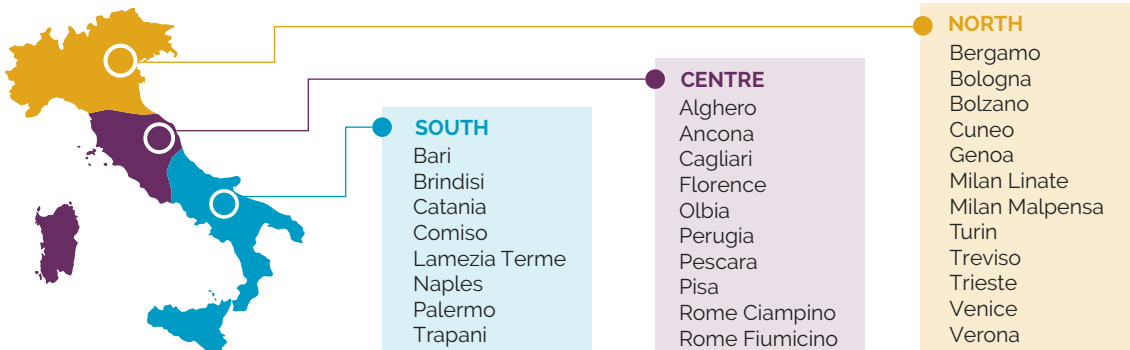 NORTH
Bergamo
Bologna
Bolzano
Cuneo
Genoa
Milan Linate
Milan Malpensa
Turin
Treviso
Trieste
Venice
Verona
CENTRE
Alghero
Ancona
Cagliari
Florence
Olbia
Perugia
Pescara
Pisa
Rome Ciampino
Rome Fiumicino
SOUTH
Bari
Brindisi
Catania
Comiso
Lamezia Terme
Naples
Palermo
Trapani